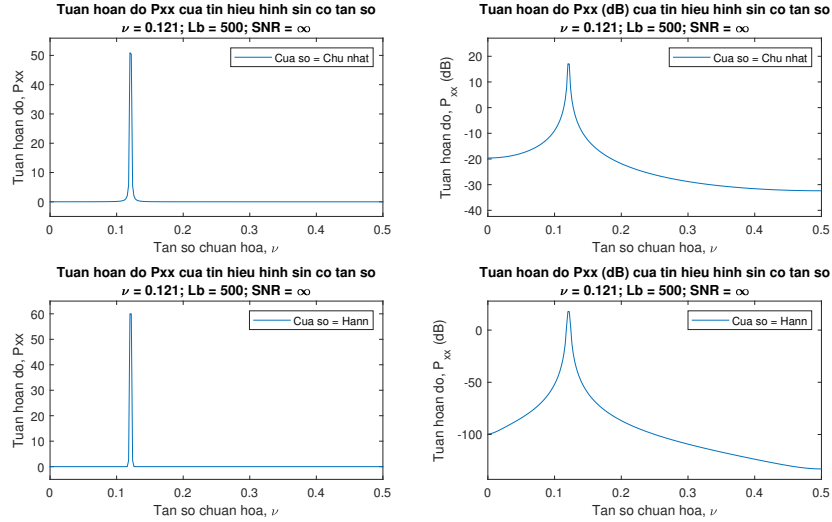 Tuan hoan do Pxx cua tin hieu hinh sin co tan so
ν = 0.121; Lb = 500; SNR = ∞
50
40
30
20
10
0
Tuan hoan do, Pxx
Cua so = Chu nhat
0 0.1 0.2 0.3 0.4 0.5
Tan so chuan hoa, ν
Tuan hoan do Pxx (dB) cua tin hieu hinh sin co tan so
ν = 0.121; Lb = 500; SNR = ∞
20
10
0
-10
-20
-30
-40
Tuan hoan do, P_xx (dB)
Cua so = Chu nhat
0 0.1 0.2 0.3 0.4 0.5
Tan so chuan hoa, ν
Tuan hoan do Pxx cua tin hieu hinh sin co tan so
ν = 0.121; Lb = 500; SNR = ∞
60
50
40
30
20
10
0
Tuan hoan do, Pxx
Cua so = Hann
0 0.1 0.2 0.3 0.4 0.5
Tan so chuan hoa, ν
Tuan hoan do Pxx (dB) cua tin hieu hinh sin co tan so
ν = 0.121; Lb = 500; SNR = ∞
0
-50
-100
Tuan hoan do, P_xx (dB)
Cua so = Hann
0 0.1 0.2 0.3 0.4 0.5
Tan so chuan hoa, ν